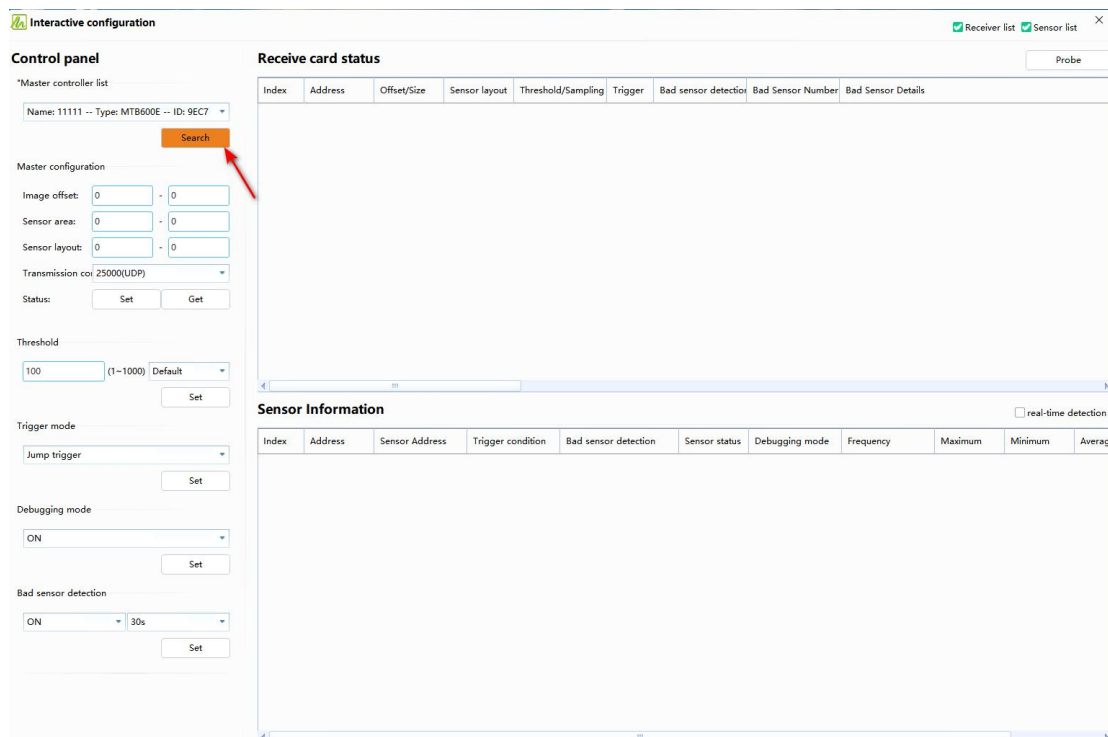 Interactive configuration
Receiver list Sensor list
Control panel
*Master controller list
Name: 11111 -- Type: MTB600E -- ID: 9EC7
Search
Master configuration
Image offset: 0 - 0
Sensor area: 0 - 0
Sensor layout: 0 - 0
Transmission co 25000(UDP)
Status: Set Get
Threshold
100 (1~1000) Default
Set
Trigger mode
Jump trigger
Set
Debugging mode
ON
Set
Bad sensor detection
ON 30s
Set
Receive card status
Probe
Index Address Offset/Size Sensor layout Threshold/Sampling Trigger Bad sensor detection Bad Sensor Number Bad Sensor Details
Sensor Information
real-time detection
Index Address Sensor Address Trigger condition Bad sensor detection Sensor status Debugging mode Frequency Maximum Minimum Averag